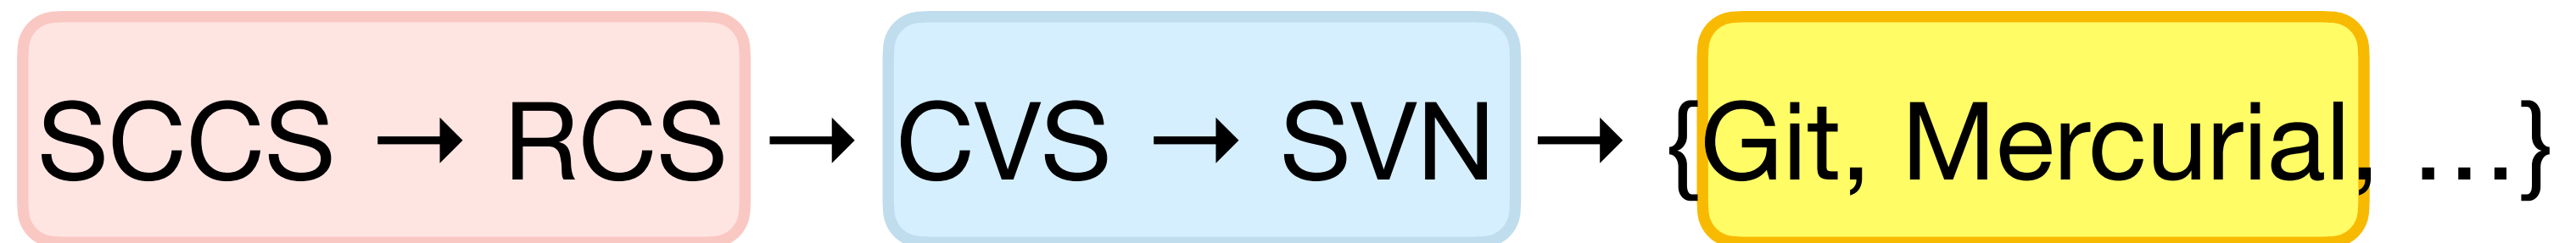 SCCS → RCS → CVS → SVN → {Git, Mercurial, ...}